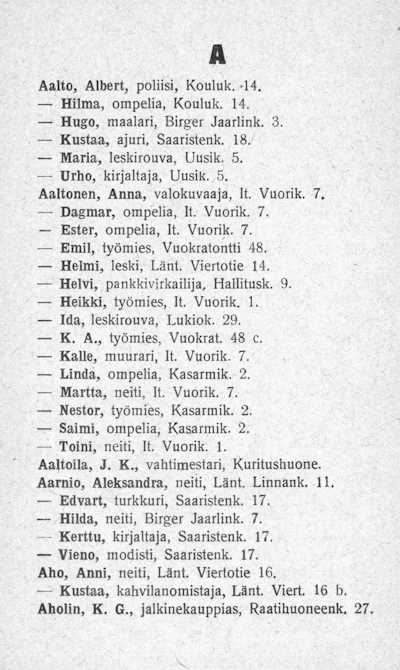 A
Aalto, Albert, poliisi, Kouluk. 14.
— Hilma, ompelia, Kouluk. 14.
— Hugo, maalari, Birger Jaarlink. 3.
— Kustaa, ajuri, Saaristenk. 18.
— Maria, leskirouva, Uusik. 5.
— Urho, kirjaltaja, Uusik. 5.
Aaltonen, Anna, valokuvaaja, It. Vuorik. 7.
— Dagmar, ompelia, It. Vuorik. 7.
— Ester, ompelia, It. Vuorik. 7.
— Emil, työmies, Vuokratontti 48.
— Helmi, leski, Länt. Viertotie 14.
— Helvi, pankkivirkailija, Hallitusk. 9.
— Heikki, työmies, It. Vuorik. 1.
— Ida, leskirouva, Lukiok. 29.
— K. A., työmies, Vuokrat. 48 c.
— Kalle, muurari, It. Vuorik. 7.
— Linda, ompelia, Kasarmik. 2.
— Martta, neiti, It. Vuorik. 7.
— Nestor, työmies, Kasarmik. 2.
— Saimi, ompelia, Kasarmik. 2.
— Toini, neiti, It. Vuorik. 1.
Aaltoila, J. K., vahtimestari, Kuritushuone.
Aarnio, Aleksandra, neiti, Länt. Linnank. 11.
— Edvart, turkkuri, Saaristenk. 17.
— Hilda, neiti, Birger Jaarlink. 7.
— Kerttu, kirjaltaja, Saaristenk. 17.
— Vieno, modisti, Saaristenk. 17.
Aho, Anni, neiti, Länt. Viertotie 16.
— Kustaa, kahvilanomistaja, Länt. Viert. 16 b.
Aholin, K. G., jalkinekauppias, Raatihuoneenk. 27.